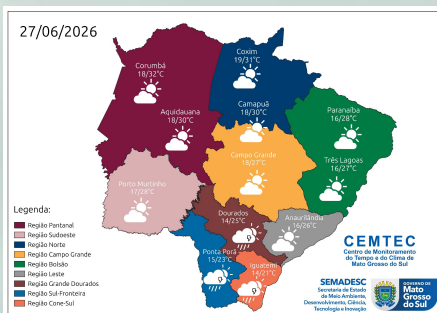 27/06/2026
Corumbá
18/32°C
Coxim
19/31°C
Aquidauana
18/30°C
Camapuã
18/30°C
Paranaíba
16/28°C
Campo Grande
18/27°C
Três Lagoas
16/27°C
Porto Murtinho
17/28°C
Dourados
14/25°C
Anaurilândia
16/26°C
Ponta Porã
15/23°C
Iguatemi
14/21°C
Legenda:
Região Pantanal
Região Sudoeste
Região Norte
Região Campo Grande
Região Bolsão
Região Leste
Região Grande Dourados
Região Sul-Fronteira
Região Cone-Sul
CEMTEC
Centro de Monitoramento
do Tempo e do Clima de
Mato Grosso do Sul
SEMADESC
Secretaria de Estado
de Meio Ambiente,
Desenvolvimento, Ciência,
Tecnologia e Inovação
GOVERNO DE
Mato
Grosso
do Sul